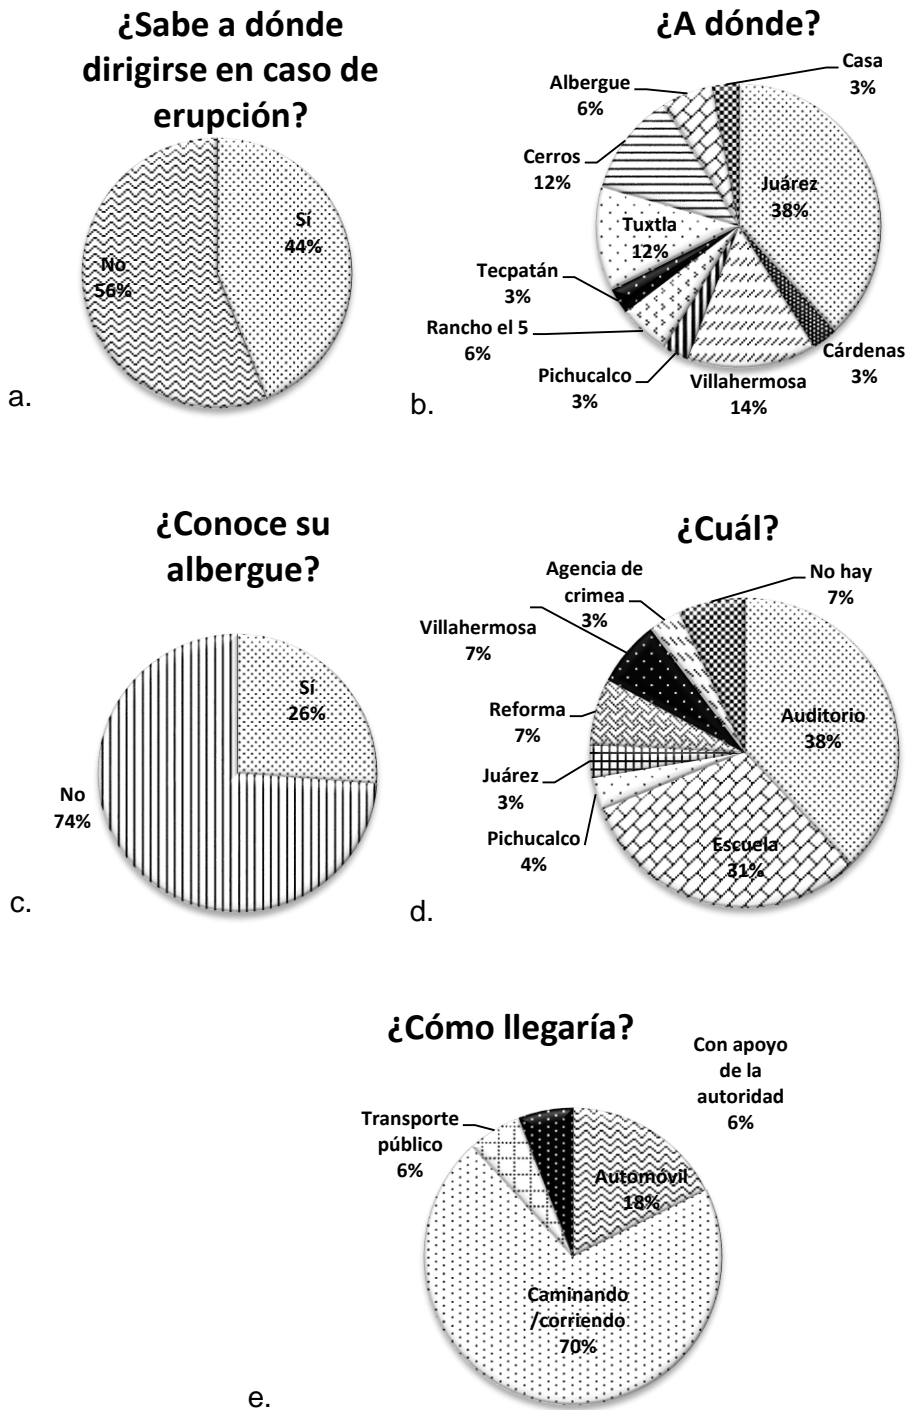 ¿Sabe a dónde
dirigirse en caso de
erupción?
Sí
44%
No
56%
a.
¿A dónde?
Casa
3%
Albergue
6%
Cerros
12%
Juárez
38%
Tuxtla
12%
Tecpatán
3%
Rancho el 5
6%
Pichucalco
3%
Villahermosa
14%
Cárdenas
3%
b.
¿Conoce su
albergue?
Sí
26%
No
74%
c.
¿Cuál?
Agencia de
crimea
3%
No hay
7%
Villahermosa
7%
Reforma
7%
Auditorio
38%
Juárez
3%
Pichucalco
4%
Escuela
31%
d.
¿Cómo llegaría?
Con apoyo
de la
autoridad
6%
Transporte
público
6%
Automóvil
18%
Caminando
/corriendo
70%
e.